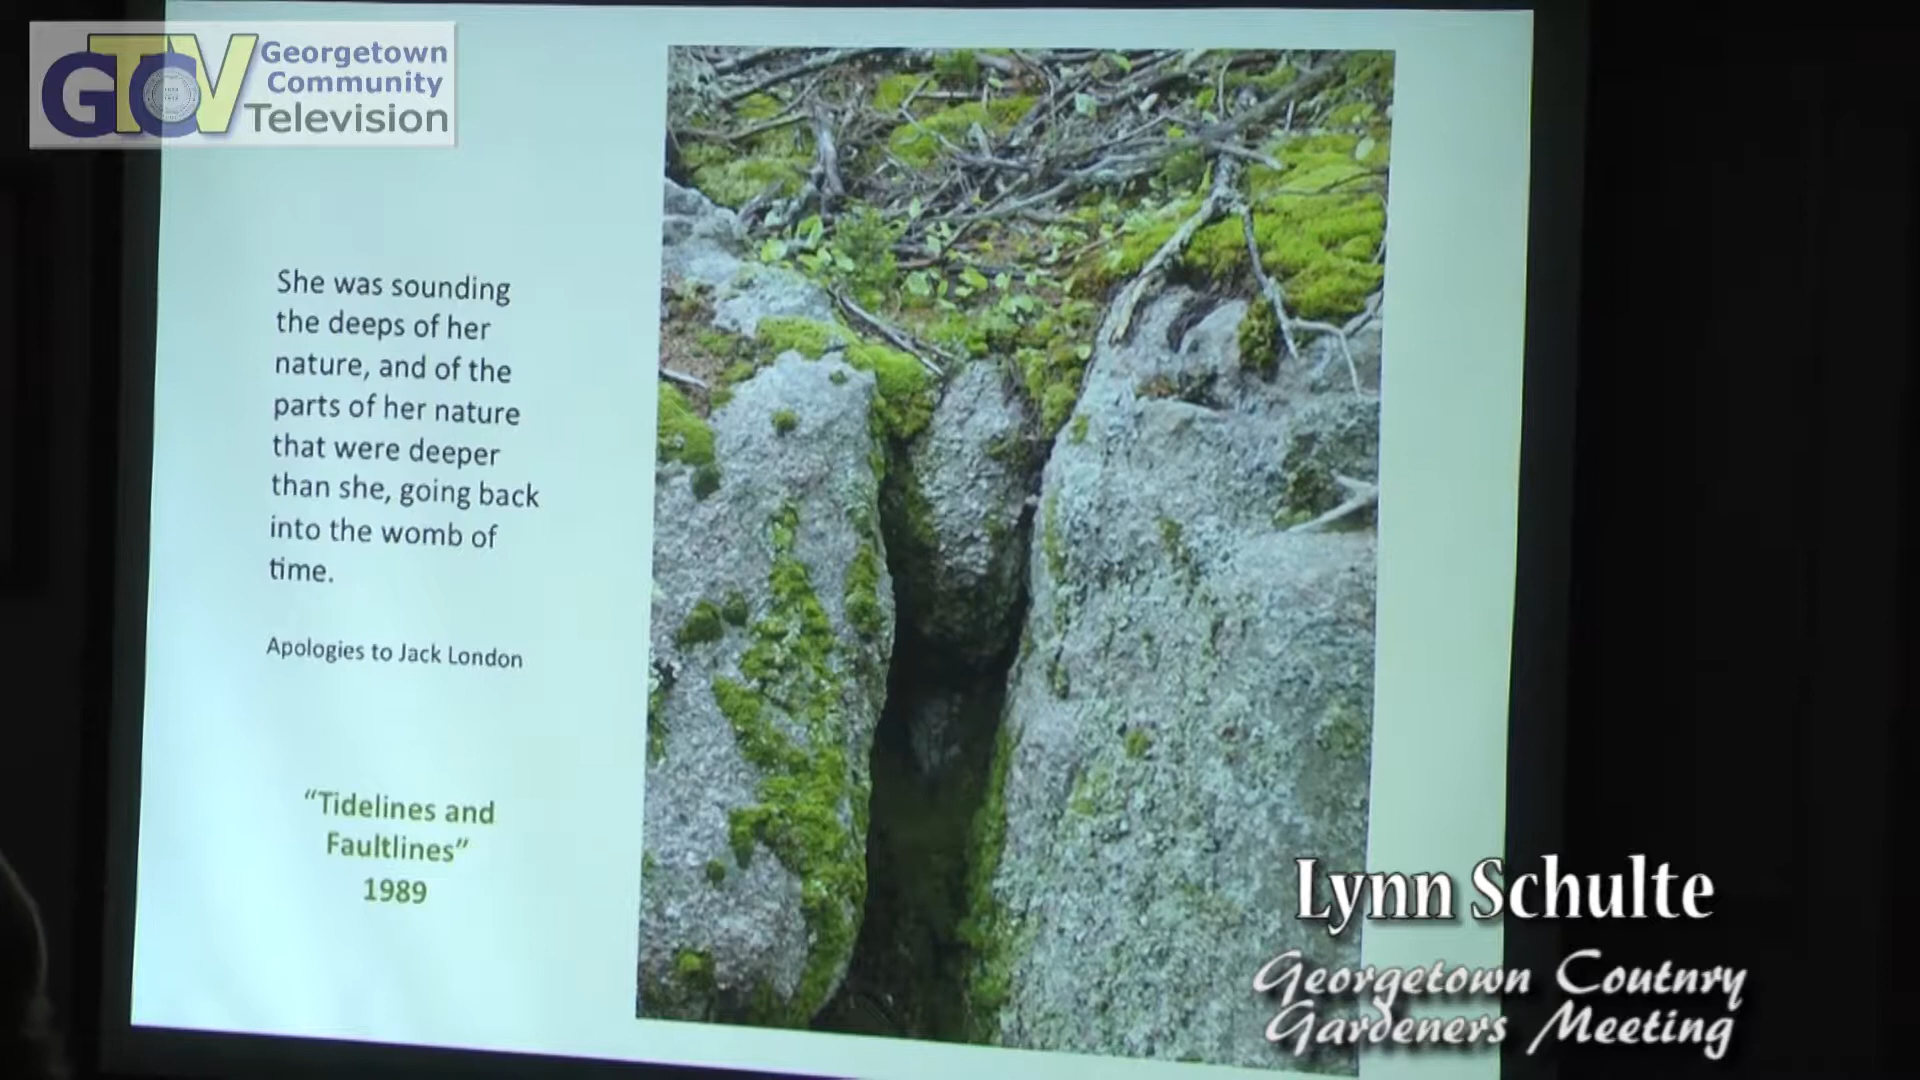 GCTV
Georgetown
Community
Television
She was sounding
the deeps of her
nature, and of the
parts of her nature
that were deeper
than she, going back
into the womb of
time.
Apologies to Jack London
“Tidelines and
Faultlines”
1989
Lynn Schulte
Georgetown Coutnry
Gardeners Meeting